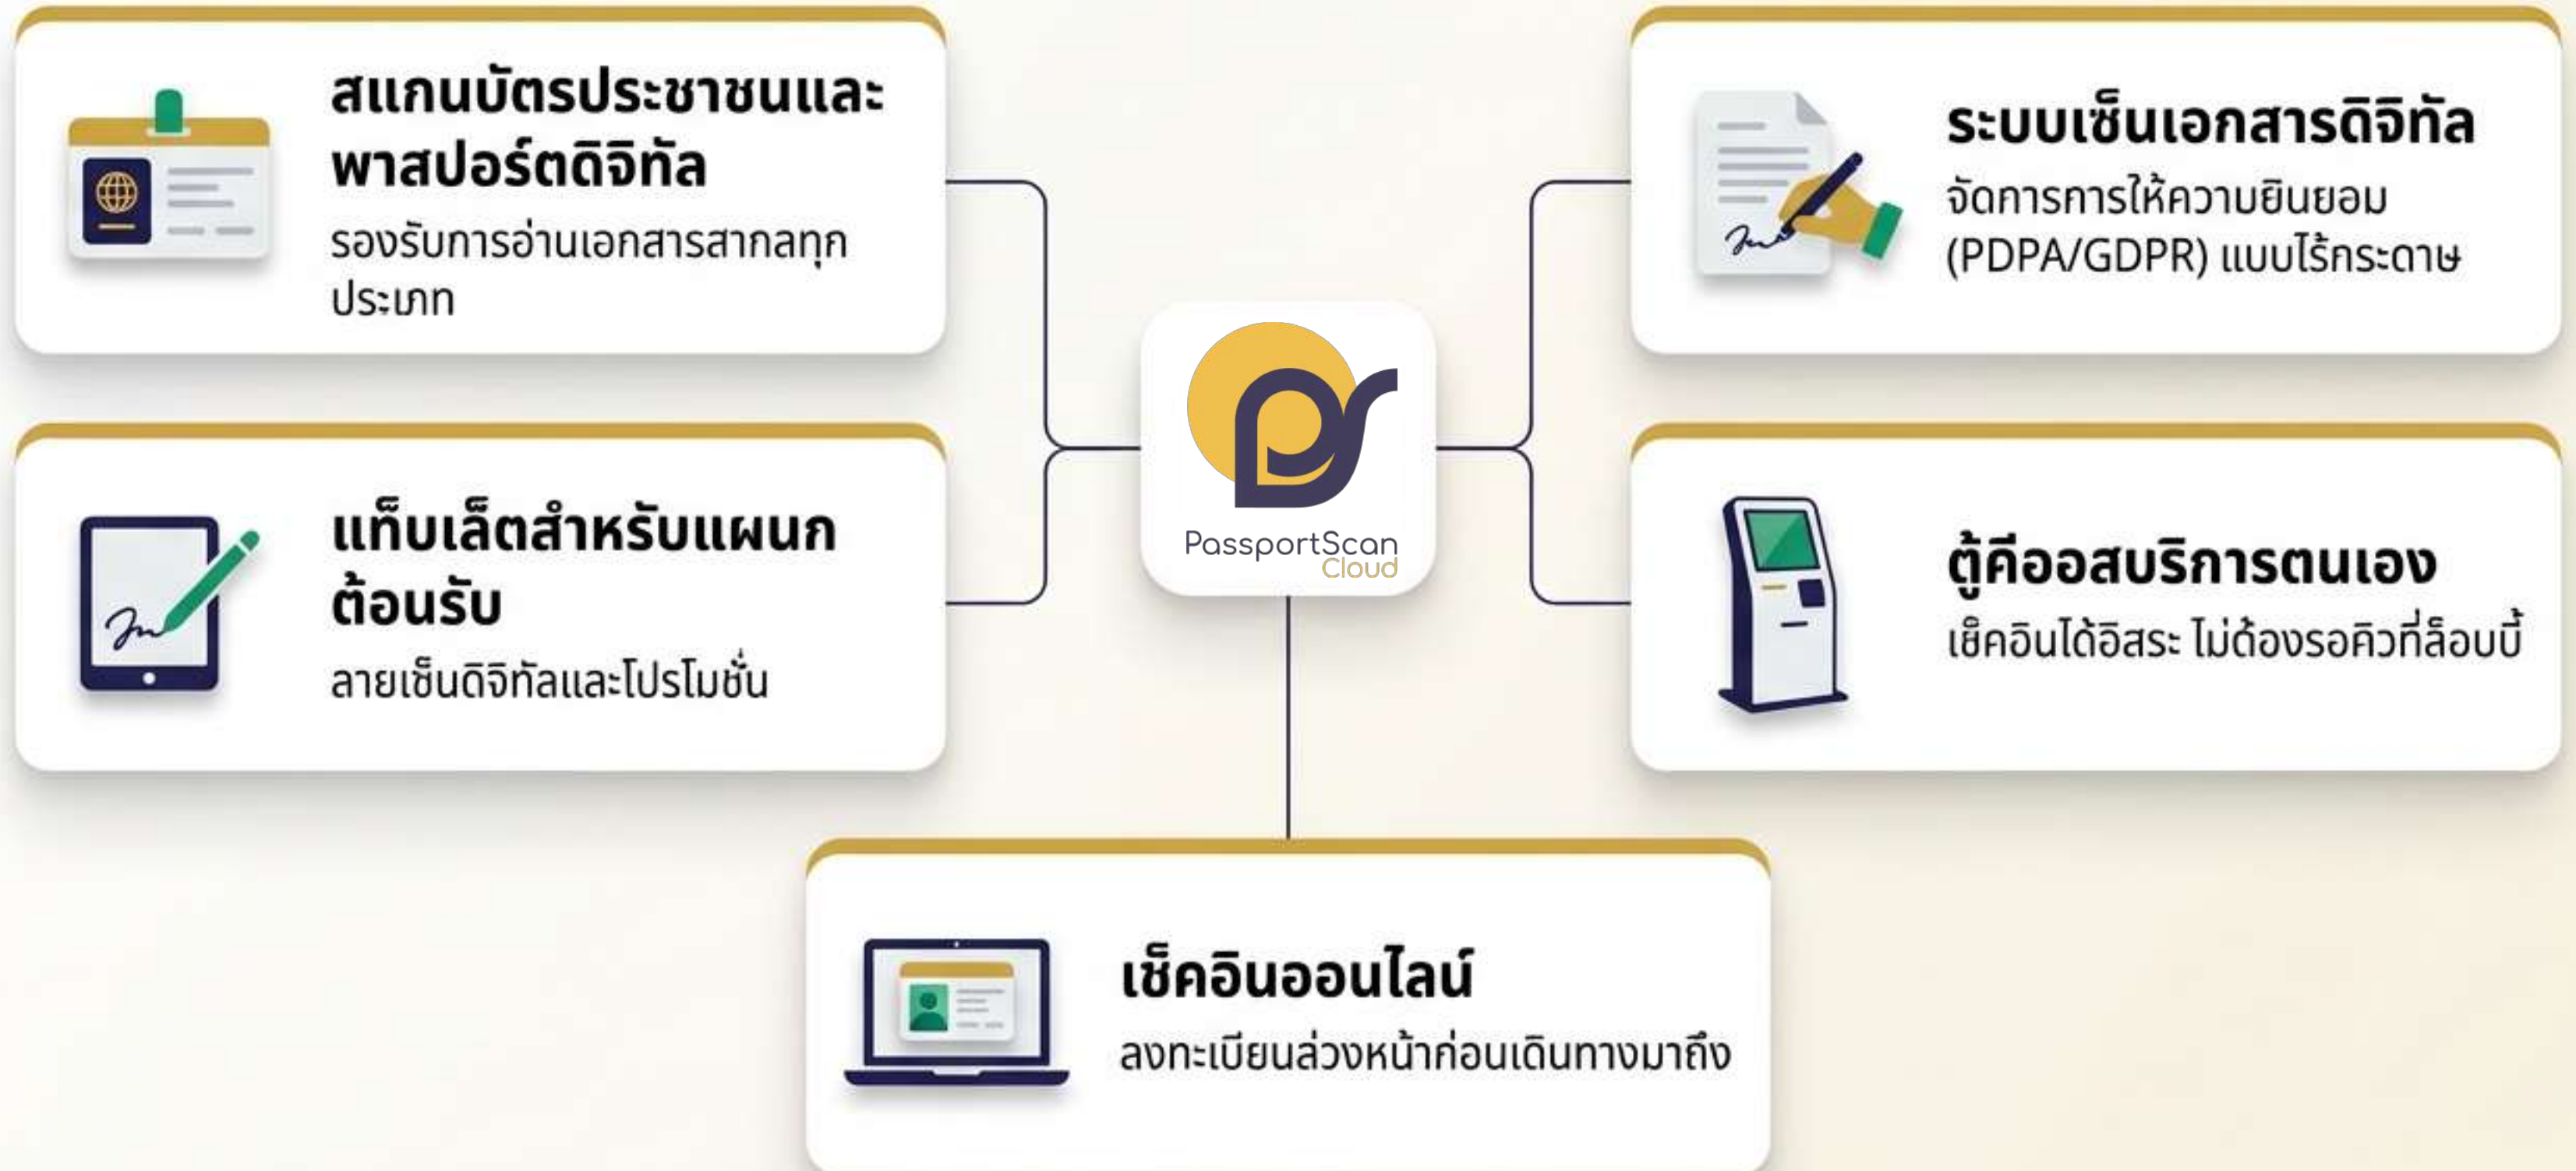 สแกนบัตรประชาชนและ
พาสปอร์ตดิจิทัล
รองรับการอ่านเอกสารสากลทุก
ประเภท
ระบบเซ็นเอกสารดิจิทัล
จัดการการให้ความยินยอม
(PDPA/GDPR) แบบไร้กระดาษ
PassportScan
Cloud
แท็บเล็ตสำหรับแผนก
ต้อนรับ
ลายเซ็นดิจิทัลและโปรโมชั่น
ตู้คีออสบริการตนเอง
เช็คอินได้อิสระ ไม่ต้องรอคิวที่ล็อบบี้
เช็คอินออนไลน์
ลงทะเบียนล่วงหน้าก่อนเดินทางมาถึง